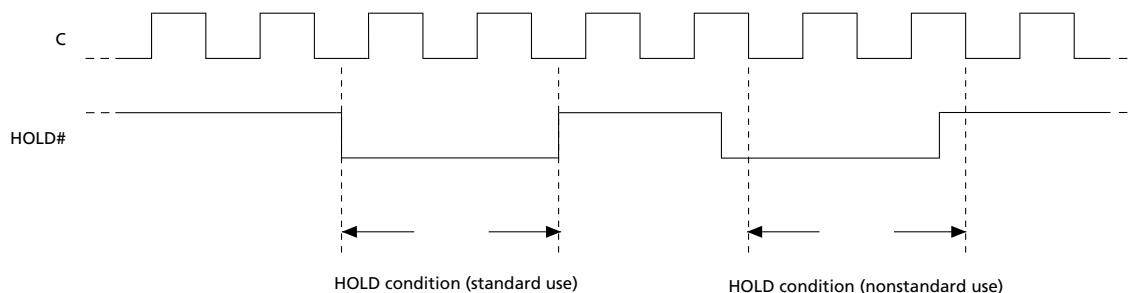 C
HOLD#
HOLD condition (standard use)
HOLD condition (nonstandard use)